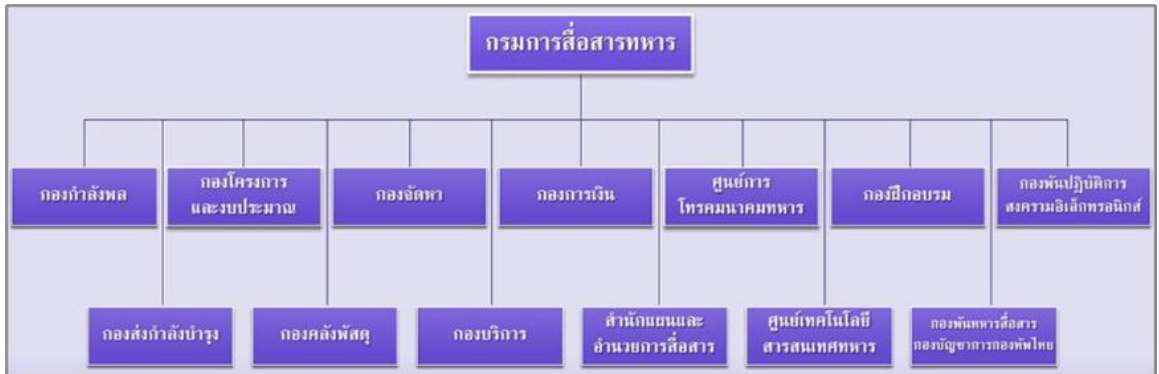 กรมการสื่อสารทหาร
กองกำลังพล
กองโครงการ
และงบประมาณ
กองจัดหา
กองการเงิน
ศูนย์การ
โทรคมนาคมทหาร
กองฝึกอบรม
กองพันปฏิบัติการ
สงครามอิเล็กทรอนิกส์
กองส่งกำลังบำรุง
กองคลังพัสดุ
กองบริการ
สำนักแผนและ
อำนวยการสื่อสาร
ศูนย์เทคโนโลยี
สารสนเทศทหาร
กองพันทหารสื่อสาร
กองบัญชาการกองทัพไทย